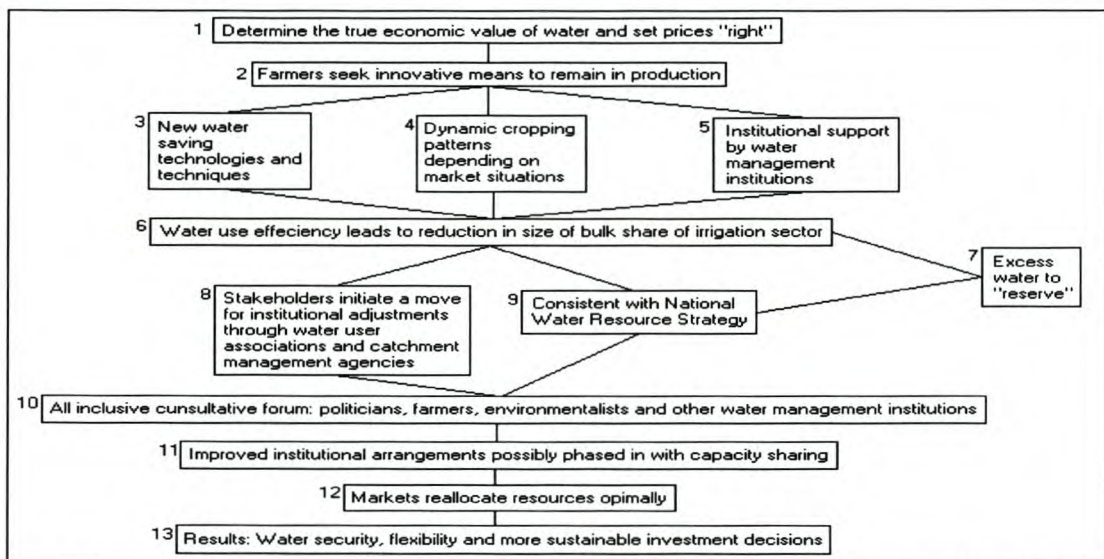 1 Determine the true economic value of water and set prices "right"
2 Farmers seek innovative means to remain in production
3 New water
saving
technologies and
techniques
4 Dynamic cropping
patterns
depending on
market situations
5 Institutional support
by water
management
institutions
6 Water use effeciency leads to reduction in size of bulk share of irrigation sector
7 Excess
water to
"reserve"
8 Stakeholders initiate a move
for institutional adjustments
through water user
associations and catchment
management agencies
9 Consistent with National
Water Resource Strategy
10 All inclusive cunsultative forum: politicians, farmers, environmentalists and other water management institutions
11 Improved institutional arrangements possibly phased in with capacity sharing
12 Markets reallocate resources opimally
13 Results: Water security, flexibility and more sustainable investment decisions